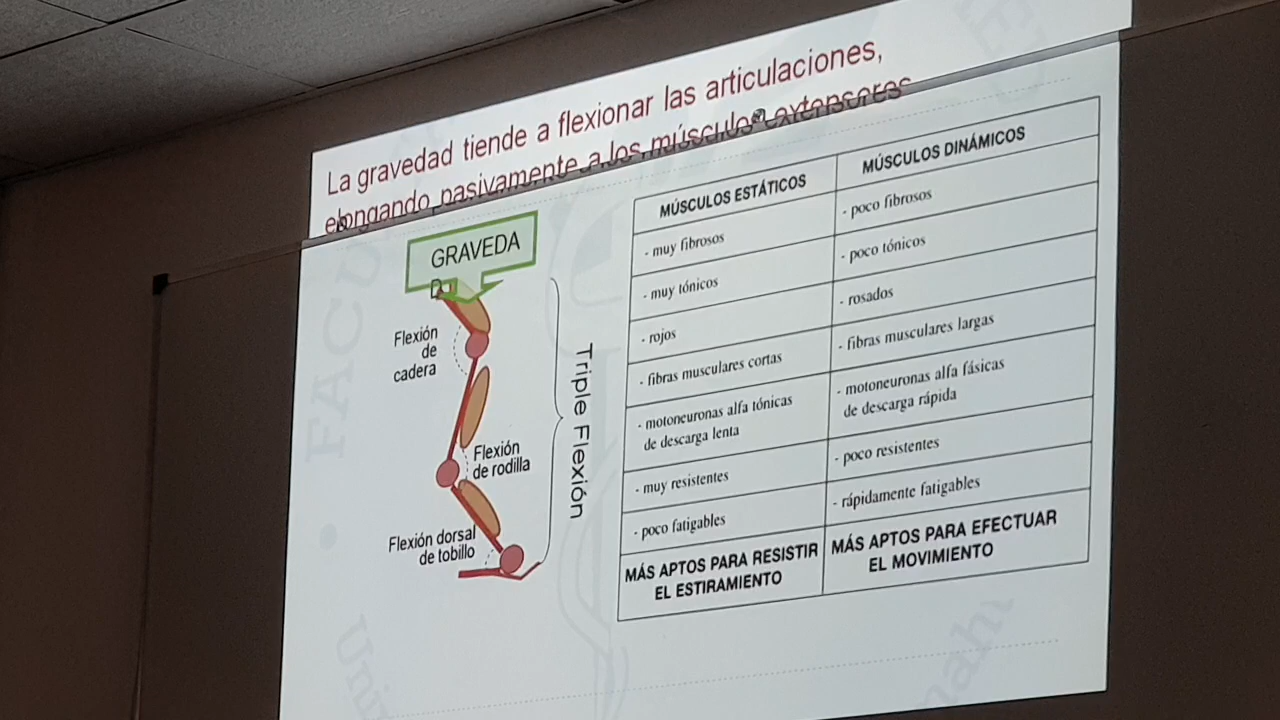 La gravedad tiende a flexionar las articulaciones,
elongando pasivamente a los músculos extensores
GRAVEDA
D
Flexión
de
cadera
Flexión
de rodilla
Flexión dorsal
de tobillo
Triple Flexión
MÚSCULOS ESTÁTICOS
MÚSCULOS DINÁMICOS
- muy fibrosos
- poco fibrosos
- muy tónicos
- poco tónicos
- rojos
- rosados
- fibras musculares cortas
- fibras musculares largas
- motoneuronas alfa tónicas
de descarga lenta
- motoneuronas alfa fásicas
de descarga rápida
- muy resistentes
- poco resistentes
- poco fatigables
- rápidamente fatigables
MÁS APTOS PARA RESISTIR
EL ESTIRAMIENTO
MÁS APTOS PARA EFECTUAR
EL MOVIMIENTO